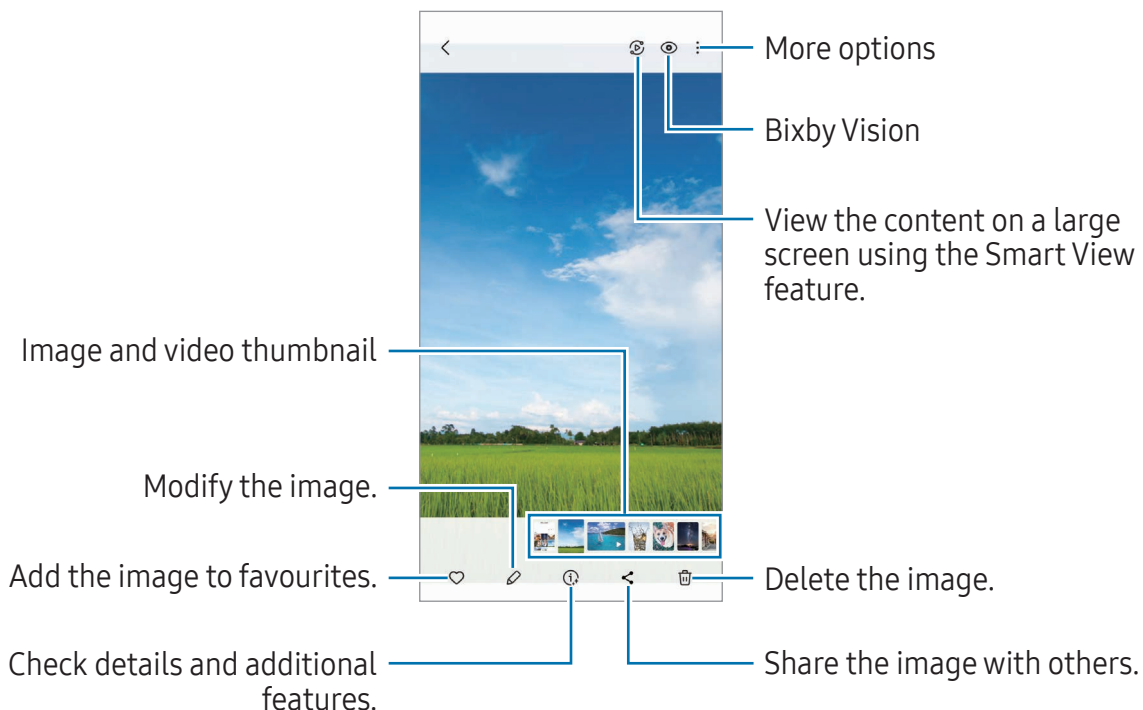 More options
Bixby Vision
View the content on a large
screen using the Smart View
feature.
Image and video thumbnail
Modify the image.
Add the image to favourites.
Delete the image.
Check details and additional
features.
Share the image with others.